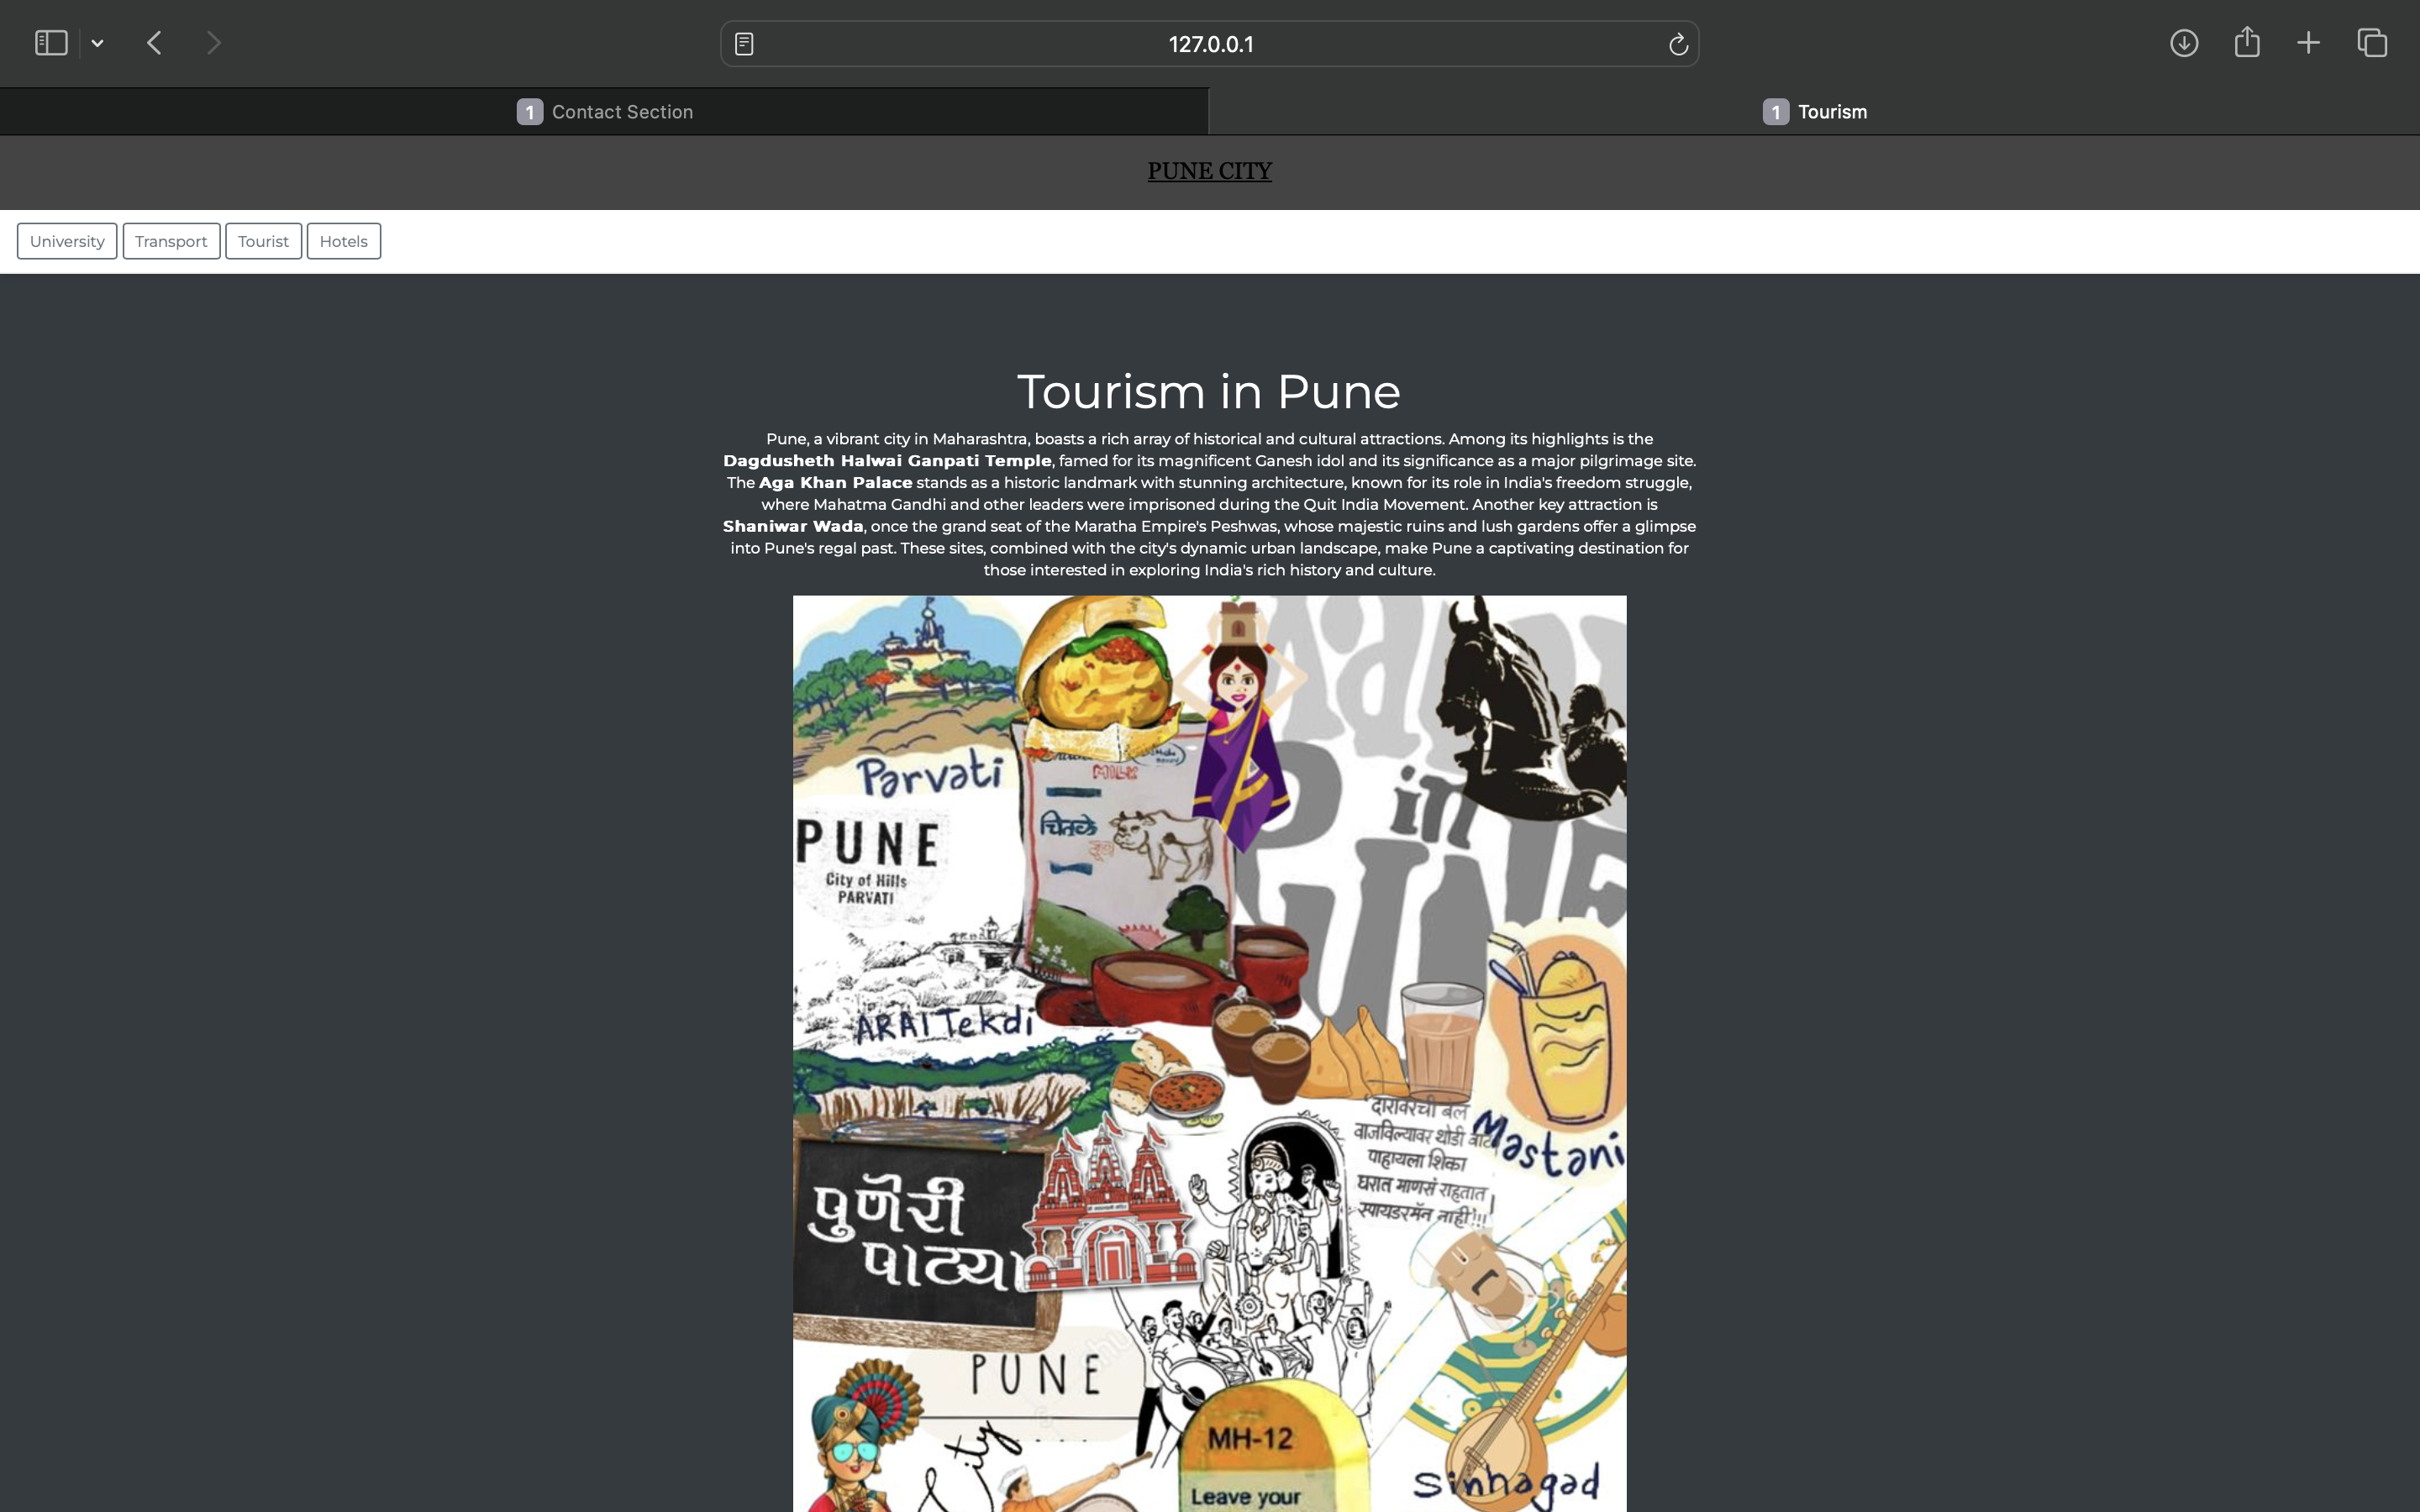 127.0.0.1
1 Contact Section
1 Tourism
PUNE CITY
University Transport Tourist Hotels
Tourism in Pune
Pune, a vibrant city in Maharashtra, boasts a rich array of historical and cultural attractions. Among its highlights is the
Dagdusheth Halwai Ganpati Temple, famed for its magnificent Ganesh idol and its significance as a major pilgrimage site.
The Aga Khan Palace stands as a historic landmark with stunning architecture, known for its role in India's freedom struggle,
where Mahatma Gandhi and other leaders were imprisoned during the Quit India Movement. Another key attraction is
Shaniwar Wada, once the grand seat of the Maratha Empire's Peshwas, whose majestic ruins and lush gardens offer a glimpse
into Pune's regal past. These sites, combined with the city's dynamic urban landscape, make Pune a captivating destination for
those interested in exploring India's rich history and culture.
Parvati
MILK
चितळे
दूध
in
PUNE
City of Hills
PARVATI
ARAI Tekdi
Mastani
दारावरची बेल
वाजविल्यावर थोडी वाट
पाहायला शिका
घरात माणसं राहतात
स्पायडरमॅन नाही!!!
पुणेरी
पाट्या
PUNE
City
MH-12
Leave your
Sinhagad